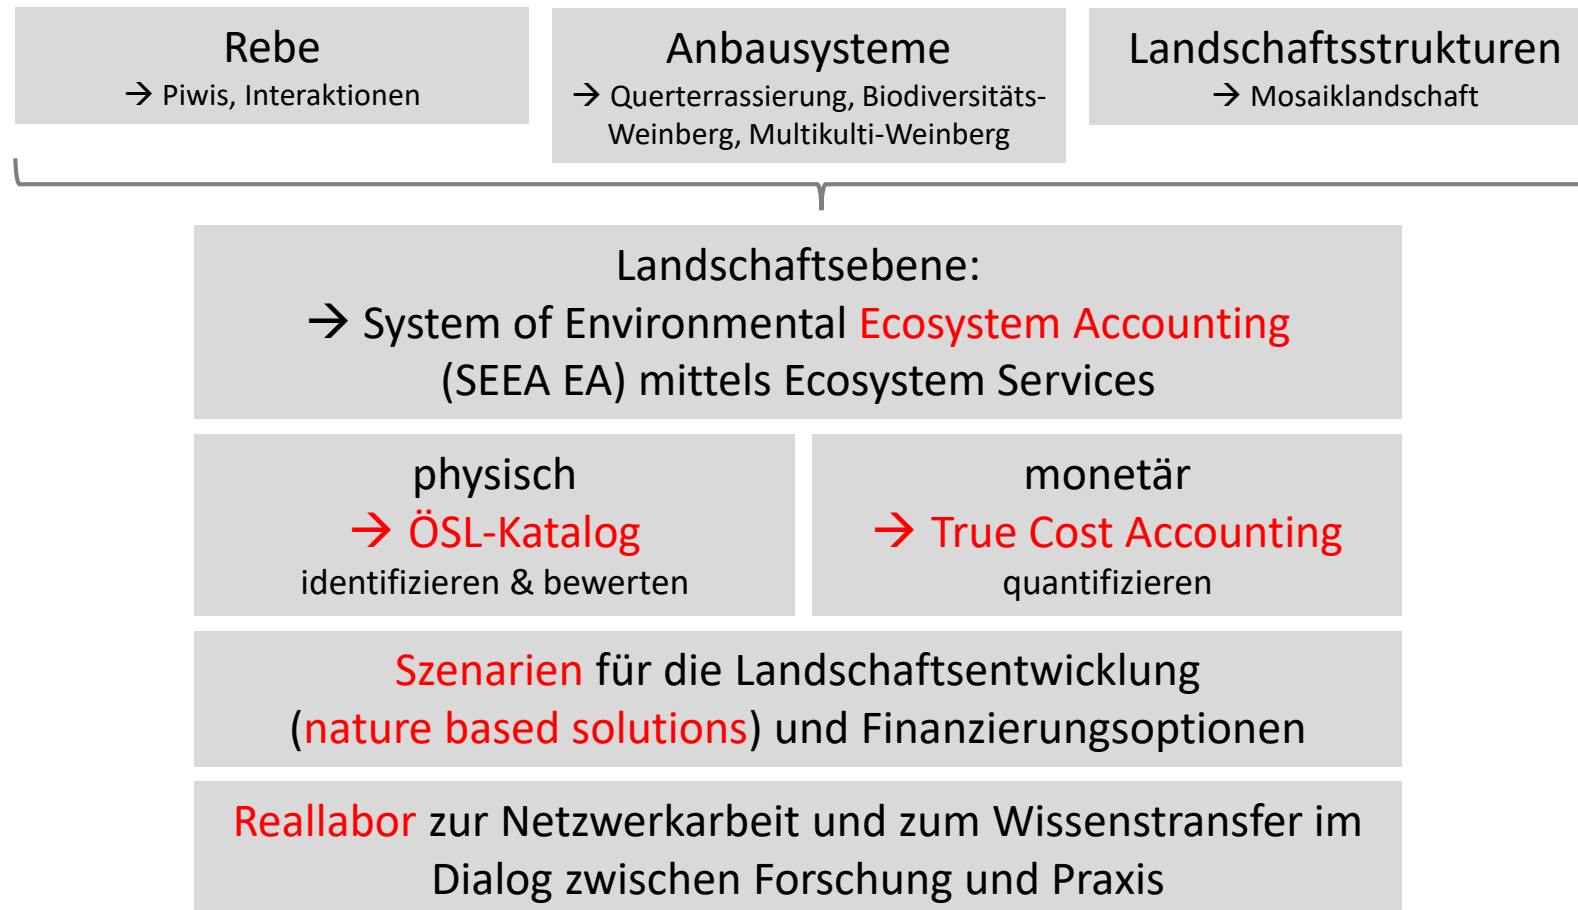 Rebe
→ Piwis, Interaktionen
Anbausysteme
→ Querterrassierung, Biodiversitäts-
Weinberg, Multikulti-Weinberg
Landschaftsstrukturen
→ Mosaiklandschaft
Landschaftsebene:
→ System of Environmental Ecosystem Accounting
(SEEA EA) mittels Ecosystem Services
physisch
→ ÖSL-Katalog
identifizieren & bewerten
monetär
→ True Cost Accounting
quantifizieren
Szenarien für die Landschaftsentwicklung
(nature based solutions) und Finanzierungsoptionen
Reallabor zur Netzwerkarbeit und zum Wissenstransfer im
Dialog zwischen Forschung und Praxis